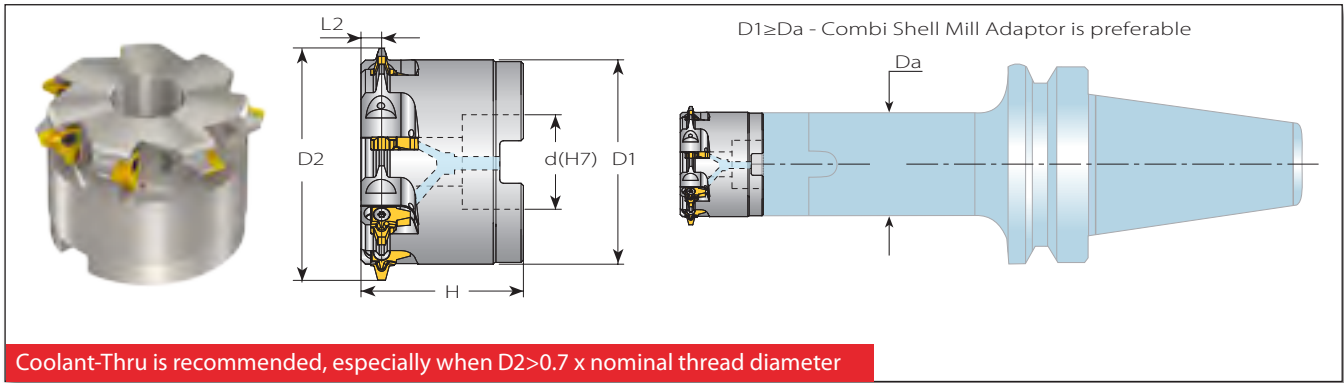 L2
D1≥Da - Combi Shell Mill Adaptor is preferable
Da
D2
d(H7)
D1
H
Coolant-Thru is recommended, especially when D2>0.7 x nominal thread diameter